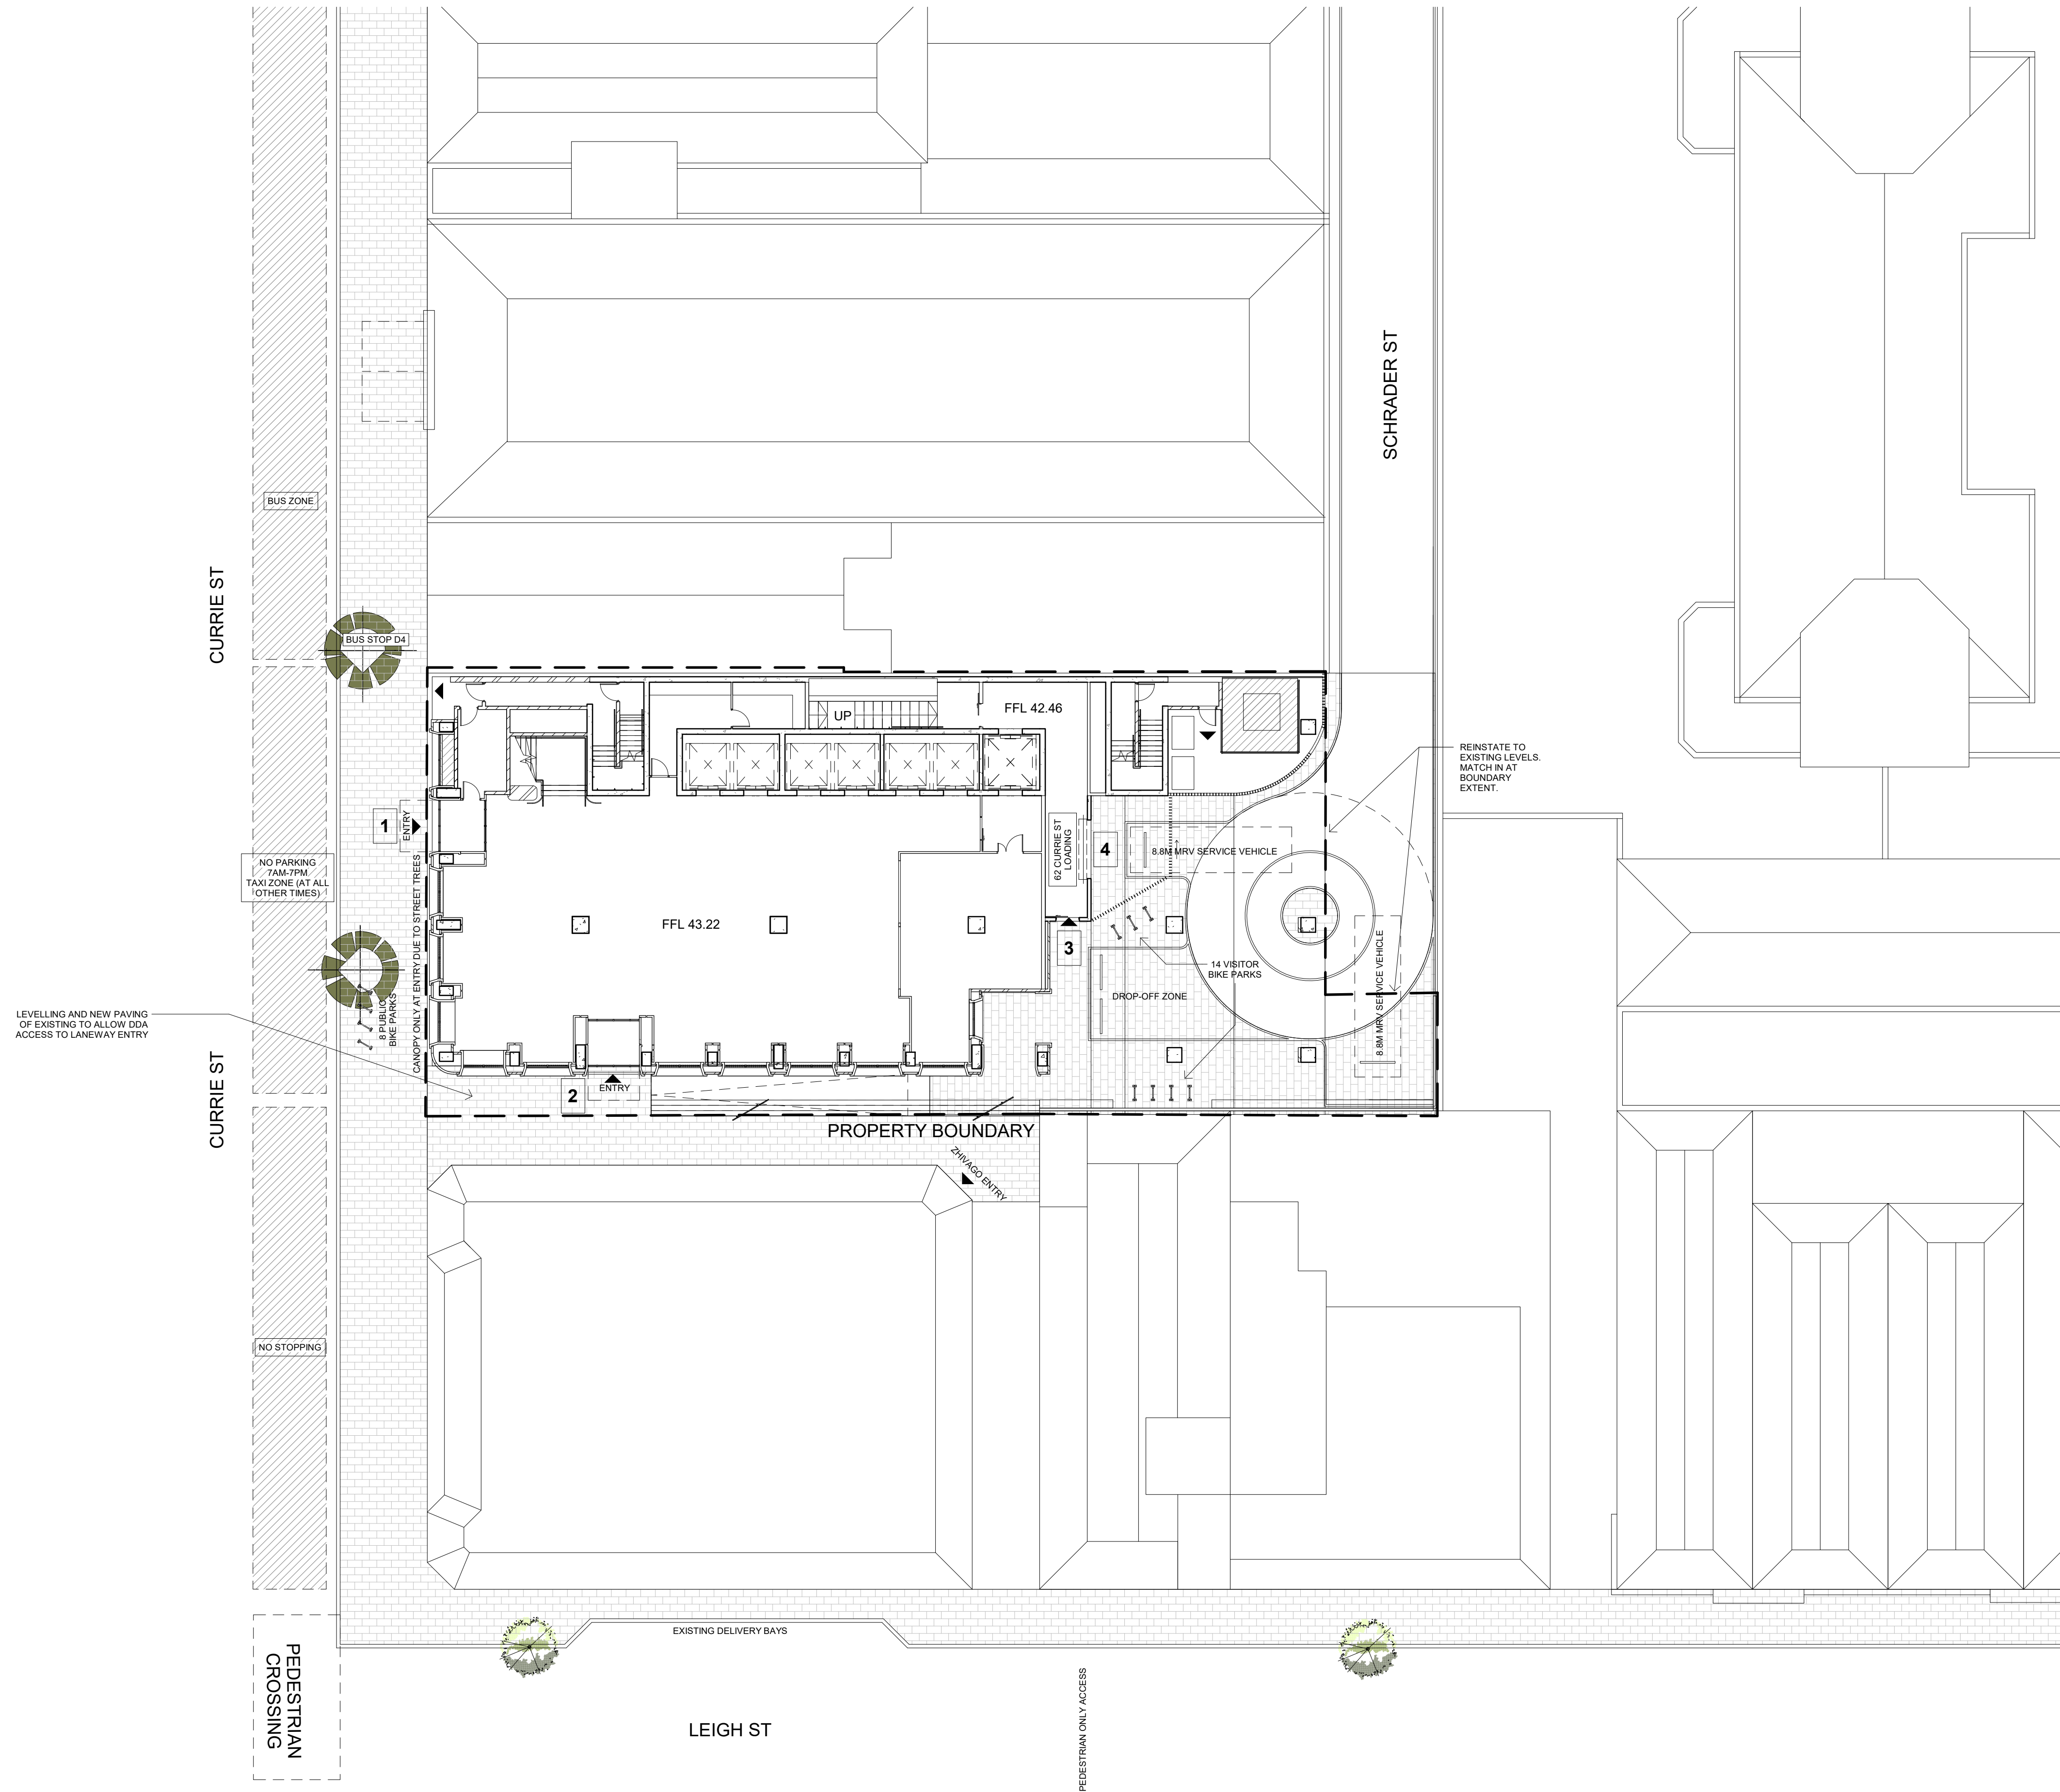 SCHRADER ST
BUS ZONE
CURRIE ST
BUS STOP D4
UP
FFL 42.46
REINSTATE TO
EXISTING LEVELS.
MATCH IN AT
BOUNDARY
EXTENT.
1
ENTRY
62 CURRIE ST
LOADING
4
8.8M MRV SERVICE VEHICLE
NO PARKING
7AM-7PM
TAXI ZONE (AT ALL
OTHER TIMES)
CANOPY ONLY AT ENTRY DUE TO STREET TREES
FFL 43.22
3
14 VISITOR
BIKE PARKS
DROP-OFF ZONE
8.8M MRV SERVICE VEHICLE
8 PUBLIC
BIKE PARKS
LEVELLING AND NEW PAVING
OF EXISTING TO ALLOW DDA
ACCESS TO LANEWAY ENTRY
CURRIE ST
2
ENTRY
PROPERTY BOUNDARY
ZHIVAGO ENTRY
NO STOPPING
EXISTING DELIVERY BAYS
PEDESTRIAN
CROSSING
LEIGH ST
PEDESTRIAN ONLY ACCESS